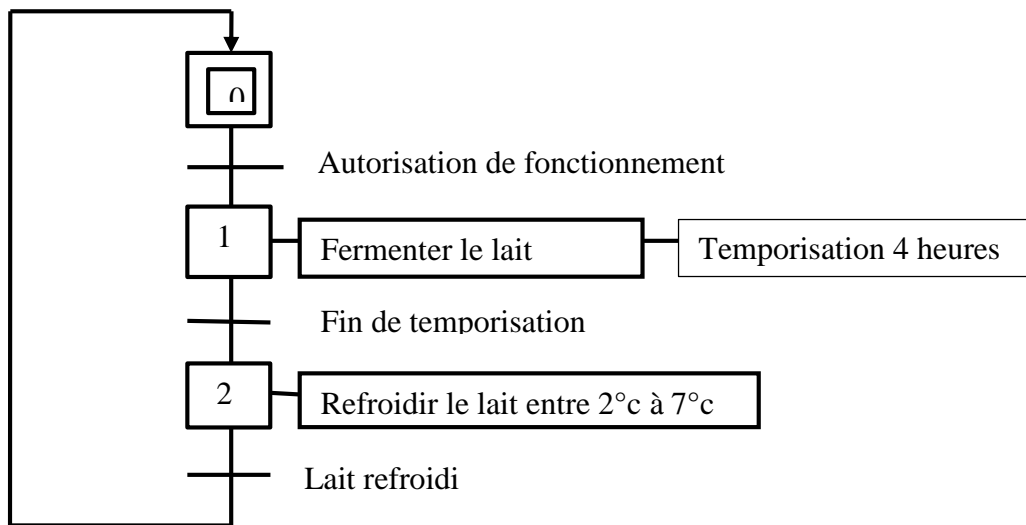 0
Autorisation de fonctionnement
1
Fermenter le lait
Temporisation 4 heures
Fin de temporisation
2
Refroidir le lait entre 2°c à 7°c
Lait refroidi